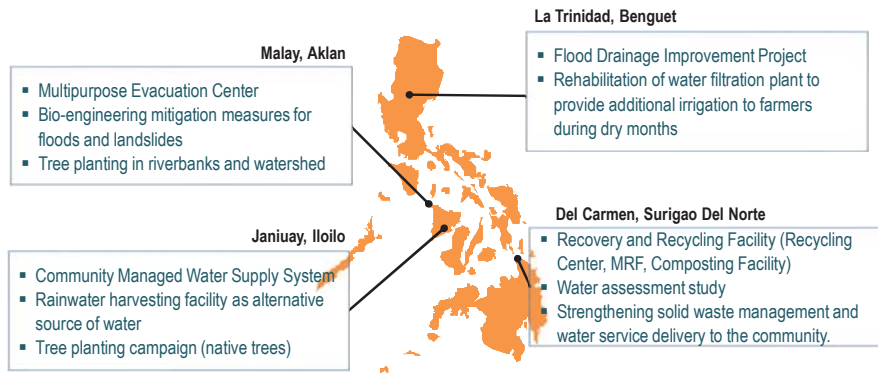 La Trinidad, Benguet
▪ Flood Drainage Improvement Project
▪ Rehabilitation of water filtration plant to
provide additional irrigation to farmers
during dry months
Malay, Aklan
▪ Multipurpose Evacuation Center
▪ Bio-engineering mitigation measures for
floods and landslides
▪ Tree planting in riverbanks and watershed
Janiuay, Iloilo
▪ Community Managed Water Supply System
▪ Rainwater harvesting facility as alternative
source of water
▪ Tree planting campaign (native trees)
Del Carmen, Surigao Del Norte
▪ Recovery and Recycling Facility (Recycling
Center, MRF, Composting Facility)
▪ Water assessment study
▪ Strengthening solid waste management and
water service delivery to the community.